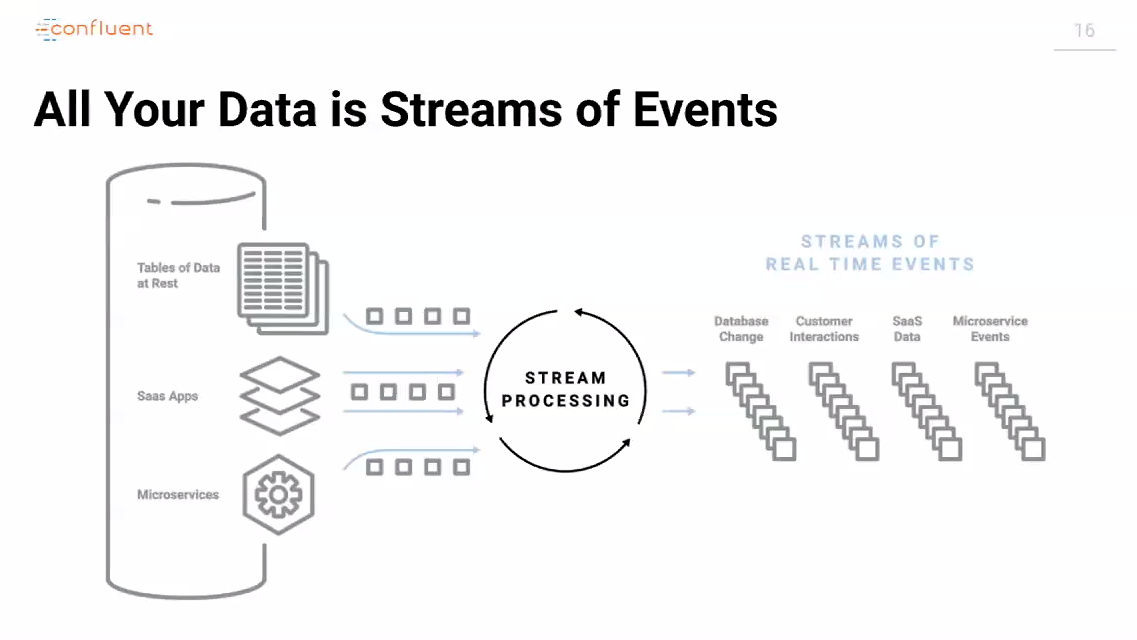 confluent
16
All Your Data is Streams of Events
Tables of Data
at Rest
Saas Apps
Microservices
STREAM
PROCESSING
STREAMS OF
REAL TIME EVENTS
Database
Change
Customer
Interactions
SaaS
Data
Microservice
Events